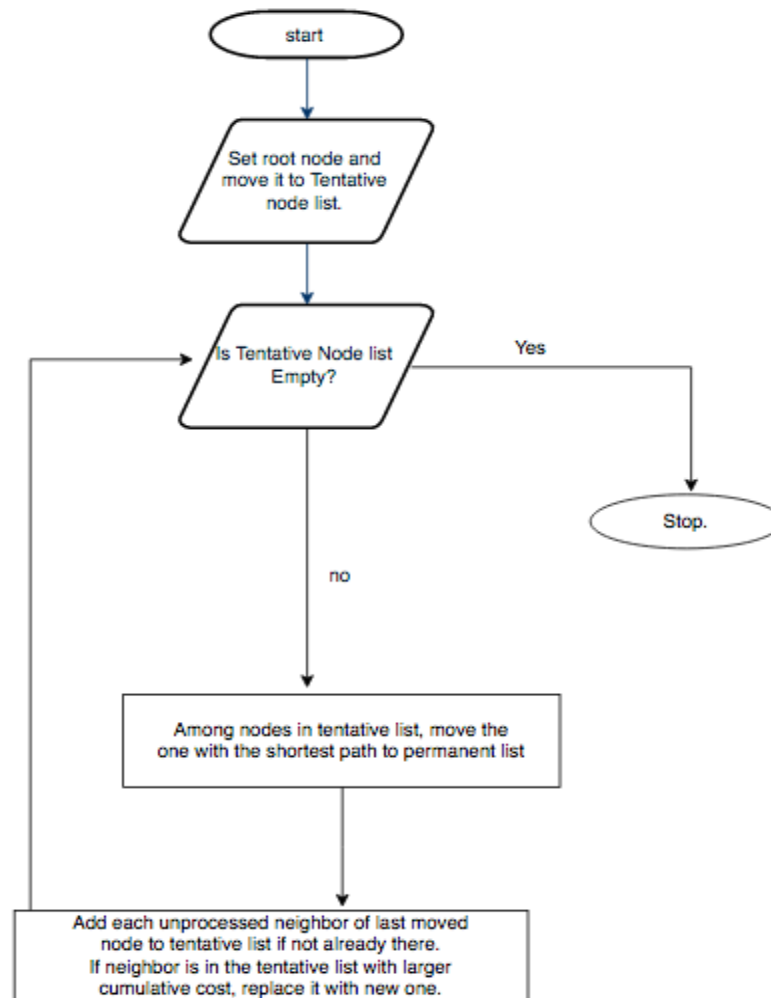 start
Set root node and
move it to Tentative
node list.
Is Tentative Node list
Empty?
Yes
Stop.
no
Among nodes in tentative list, move the
one with the shortest path to permanent list
Add each unprocessed neighbor of last moved
node to tentative list if not already there.
If neighbor is in the tentative list with larger
cumulative cost, replace it with new one.